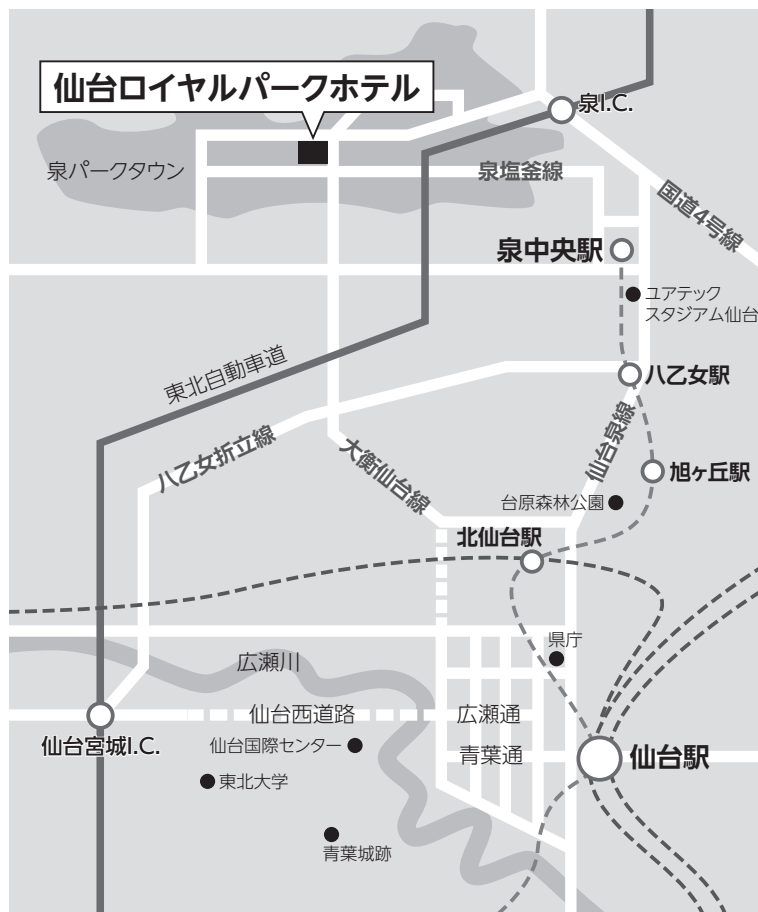 仙台ロイヤルパークホテル
泉I.C.
泉パークタウン
泉塩釜線
国道4号線
泉中央駅
ユアテック
スタジアム仙台
東北自動車道
八乙女駅
八乙女折立線
大衡仙台線
仙台泉線
旭ヶ丘駅
台原森林公園
北仙台駅
県庁
広瀬川
仙台西道路
広瀬通
仙台宮城I.C.
仙台国際センター
青葉通
仙台駅
東北大学
青葉城跡